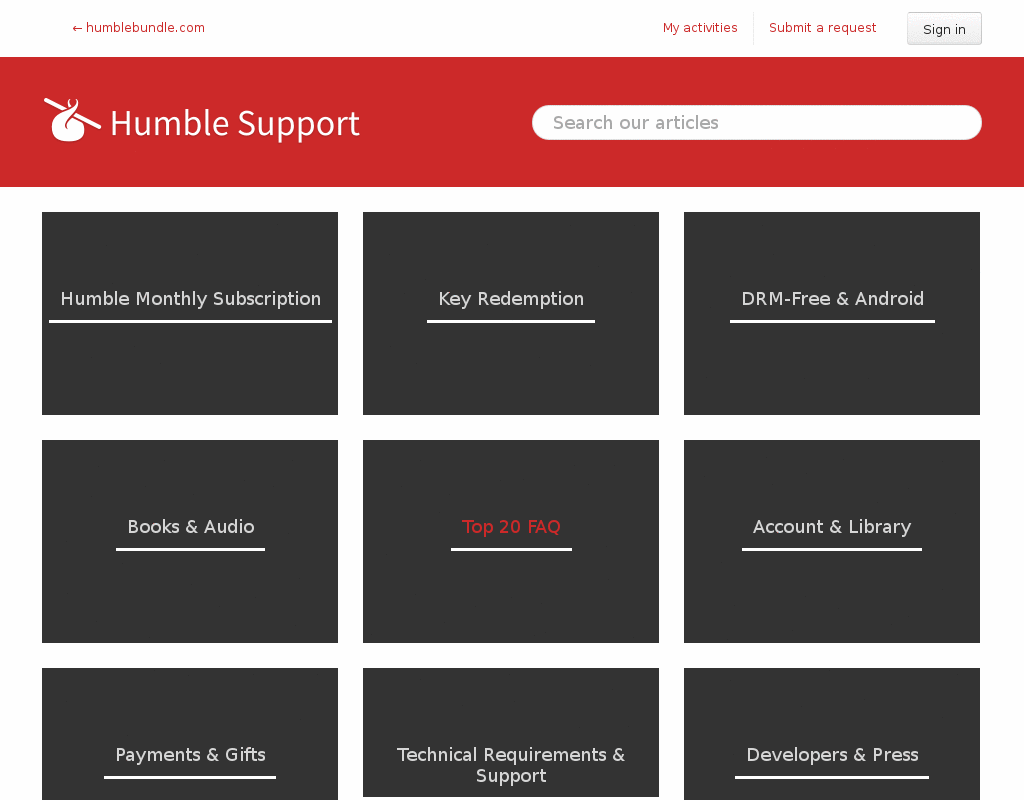 ← humblebundle.com
My activities
Submit a request
Sign in
Humble Support
Search our articles
Humble Monthly Subscription
Key Redemption
DRM-Free & Android
Books & Audio
Top 20 FAQ
Account & Library
Payments & Gifts
Technical Requirements &
Support
Developers & Press